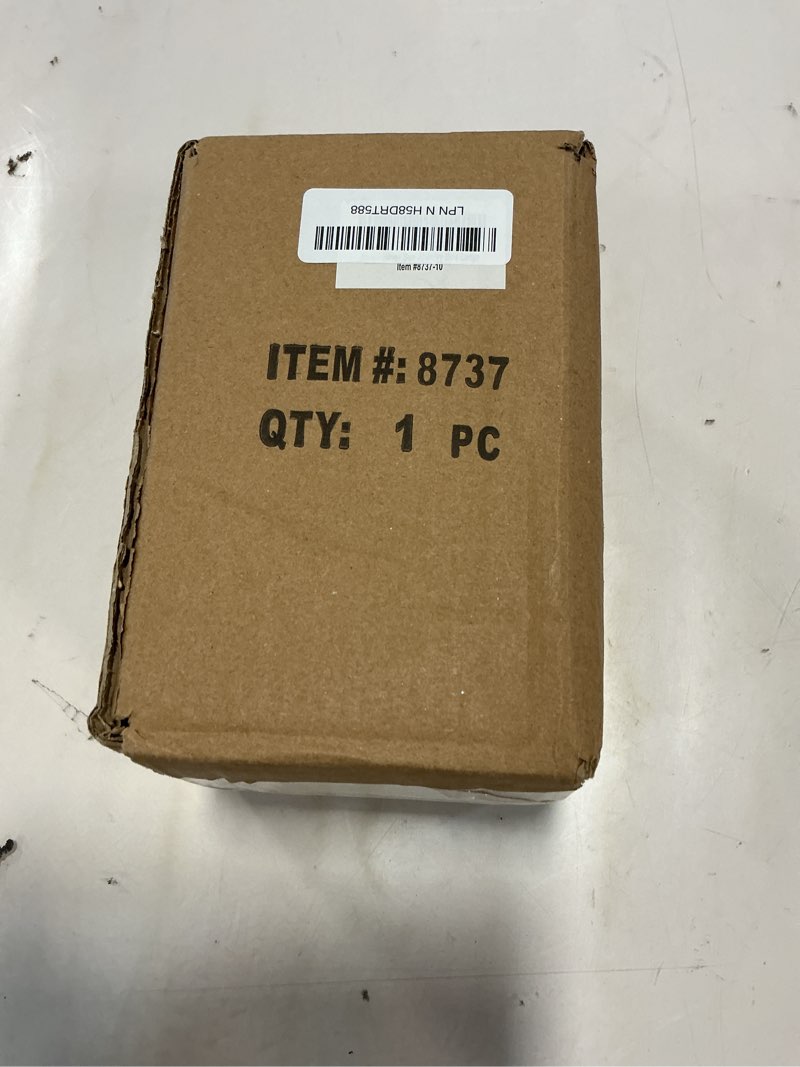 LPN N H58DRT588
Item #8737-10
ITEM #: 8737
QTY: 1 PC